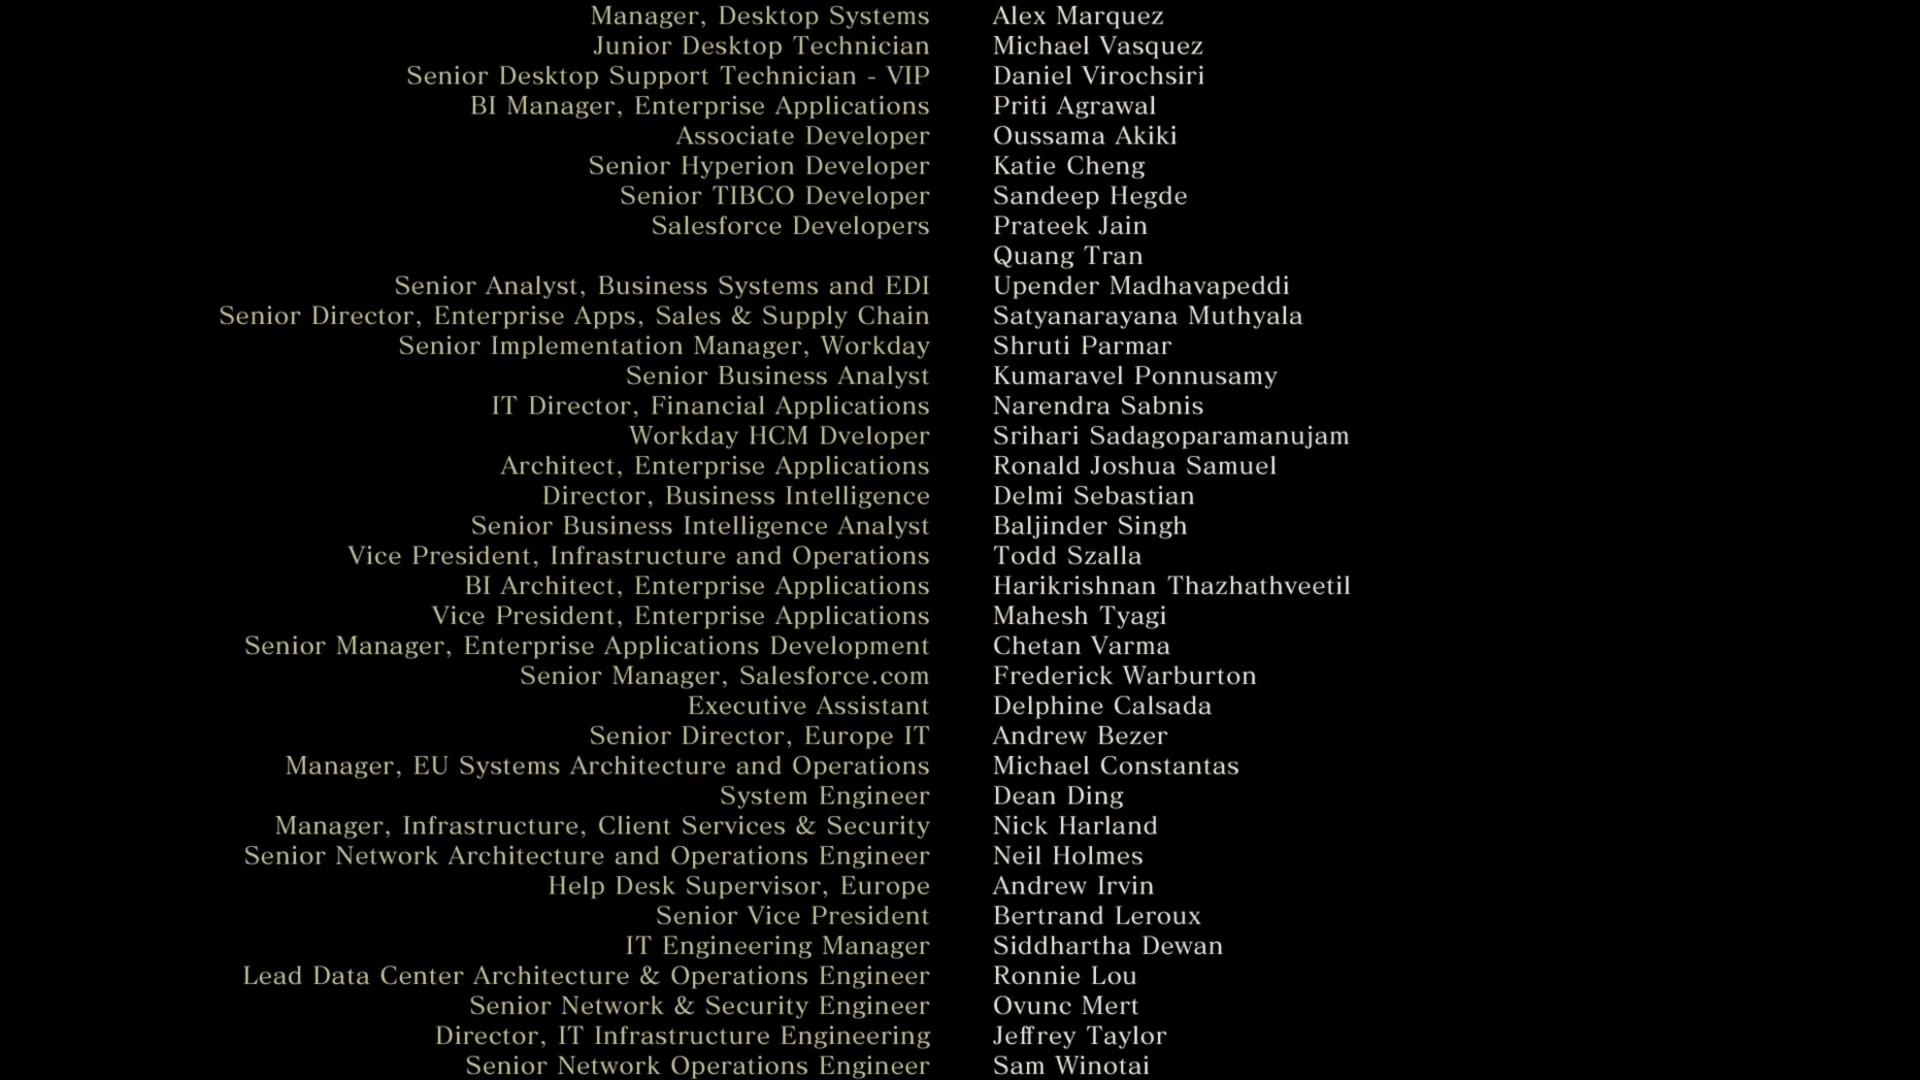 Manager, Desktop Systems Alex Marquez
Junior Desktop Technician Michael Vasquez
Senior Desktop Support Technician - VIP Daniel Virochsiri
BI Manager, Enterprise Applications Priti Agrawal
Associate Developer Oussama Akiki
Senior Hyperion Developer Katie Cheng
Senior TIBCO Developer Sandeep Hegde
Salesforce Developers Prateek Jain
Quang Tran
Senior Analyst, Business Systems and EDI Upender Madhavapeddi
Senior Director, Enterprise Apps, Sales & Supply Chain Satyanarayana Muthyala
Senior Implementation Manager, Workday Shruti Parmar
Senior Business Analyst Kumaravel Ponnusamy
IT Director, Financial Applications Narendra Sabnis
Workday HCM Dveloper Srihari Sadagoparamanujam
Architect, Enterprise Applications Ronald Joshua Samuel
Director, Business Intelligence Delmi Sebastian
Senior Business Intelligence Analyst Baljinder Singh
Vice President, Infrastructure and Operations Todd Szalla
BI Architect, Enterprise Applications Harikrishnan Thazhathveetil
Vice President, Enterprise Applications Mahesh Tyagi
Senior Manager, Enterprise Applications Development Chetan Varma
Senior Manager, Salesforce.com Frederick Warburton
Executive Assistant Delphine Calsada
Senior Director, Europe IT Andrew Bezer
Manager, EU Systems Architecture and Operations Michael Constantas
System Engineer Dean Ding
Manager, Infrastructure, Client Services & Security Nick Harland
Senior Network Architecture and Operations Engineer Neil Holmes
Help Desk Supervisor, Europe Andrew Irvin
Senior Vice President Bertrand Leroux
IT Engineering Manager Siddhartha Dewan
Lead Data Center Architecture & Operations Engineer Ronnie Lou
Senior Network & Security Engineer Ovunc Mert
Director, IT Infrastructure Engineering Jeffrey Taylor
Senior Network Operations Engineer Sam Winotai